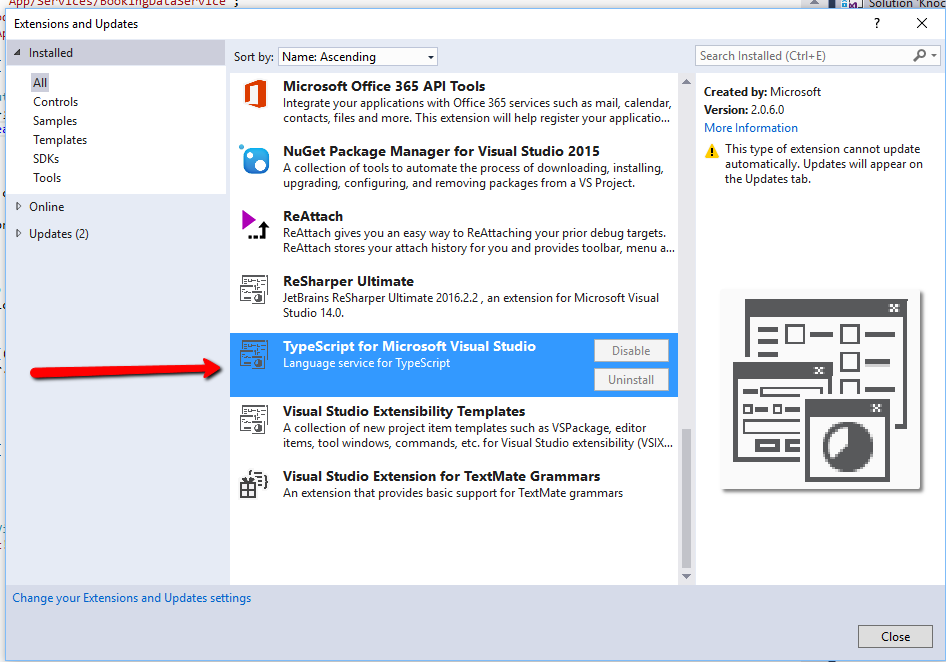 App/Services/BookingDataService";
Solution 'Knoc
Extensions and Updates
?
Installed
All
Controls
Samples
Templates
SDKs
Tools
Online
Updates (2)
Sort by: Name: Ascending
Search Installed (Ctrl+E)
Microsoft Office 365 API Tools
Integrate your applications with Office 365 services such as mail, calendar,
contacts, files and more. This extension will help register your applicatio...
NuGet Package Manager for Visual Studio 2015
A collection of tools to automate the process of downloading, installing,
upgrading, configuring, and removing packages from a VS Project.
ReAttach
ReAttach gives you an easy way to ReAttaching your prior debug targets.
ReAttach stores your attach history for you and provides toolbar, menu a...
ReSharper Ultimate
JetBrains ReSharper Ultimate 2016.2.2 , an extension for Microsoft Visual
Studio 14.0.
TypeScript for Microsoft Visual Studio
Language service for TypeScript
Disable
Uninstall
Visual Studio Extensibility Templates
A collection of new project item templates such as VSPackage, editor
items, tool windows, commands, etc. for Visual Studio extensibility (VSIX...
Visual Studio Extension for TextMate Grammars
An extension that provides basic support for TextMate grammars
Created by: Microsoft
Version: 2.0.6.0
More Information
This type of extension cannot update
automatically. Updates will appear on
the Updates tab.
Change your Extensions and Updates settings
Close